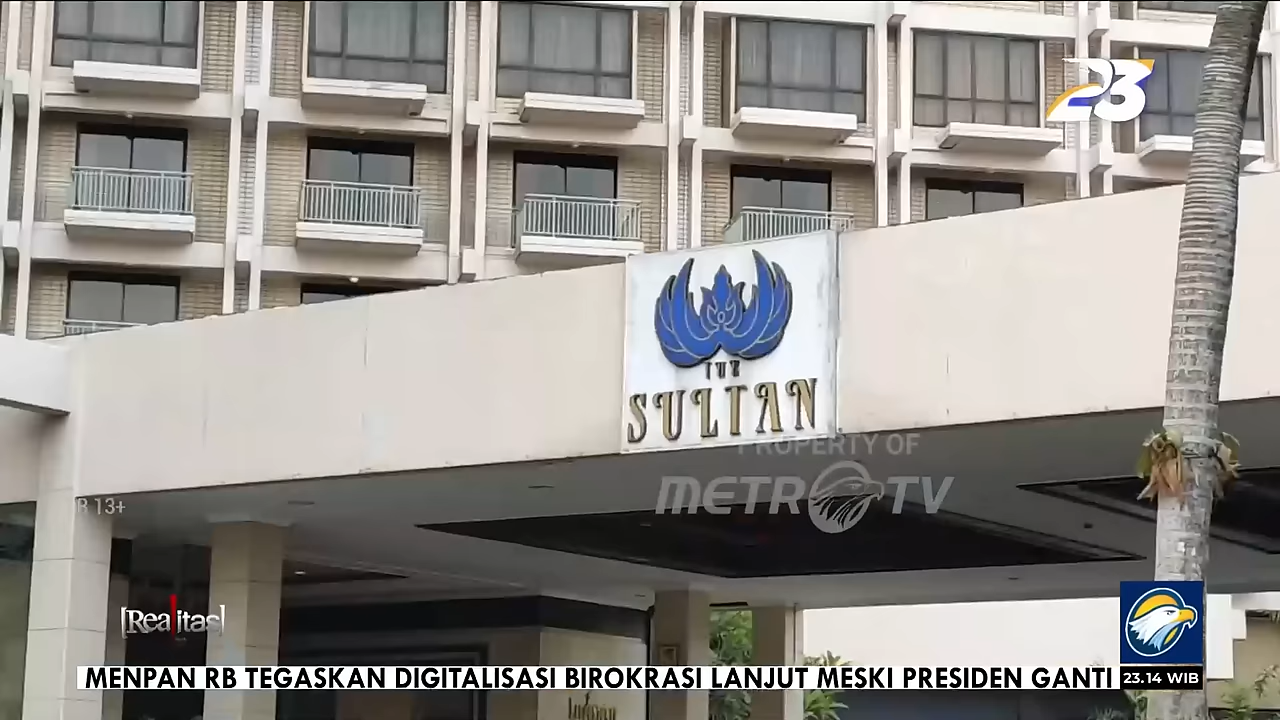 23
THE
SULTAN
PROPERTY OF
METRO TV
R 13+
[Realitas]
MENPAN RB TEGASKAN DIGITALISASI BIROKRASI LANJUT MESKI PRESIDEN GANTI
23.14 WIB